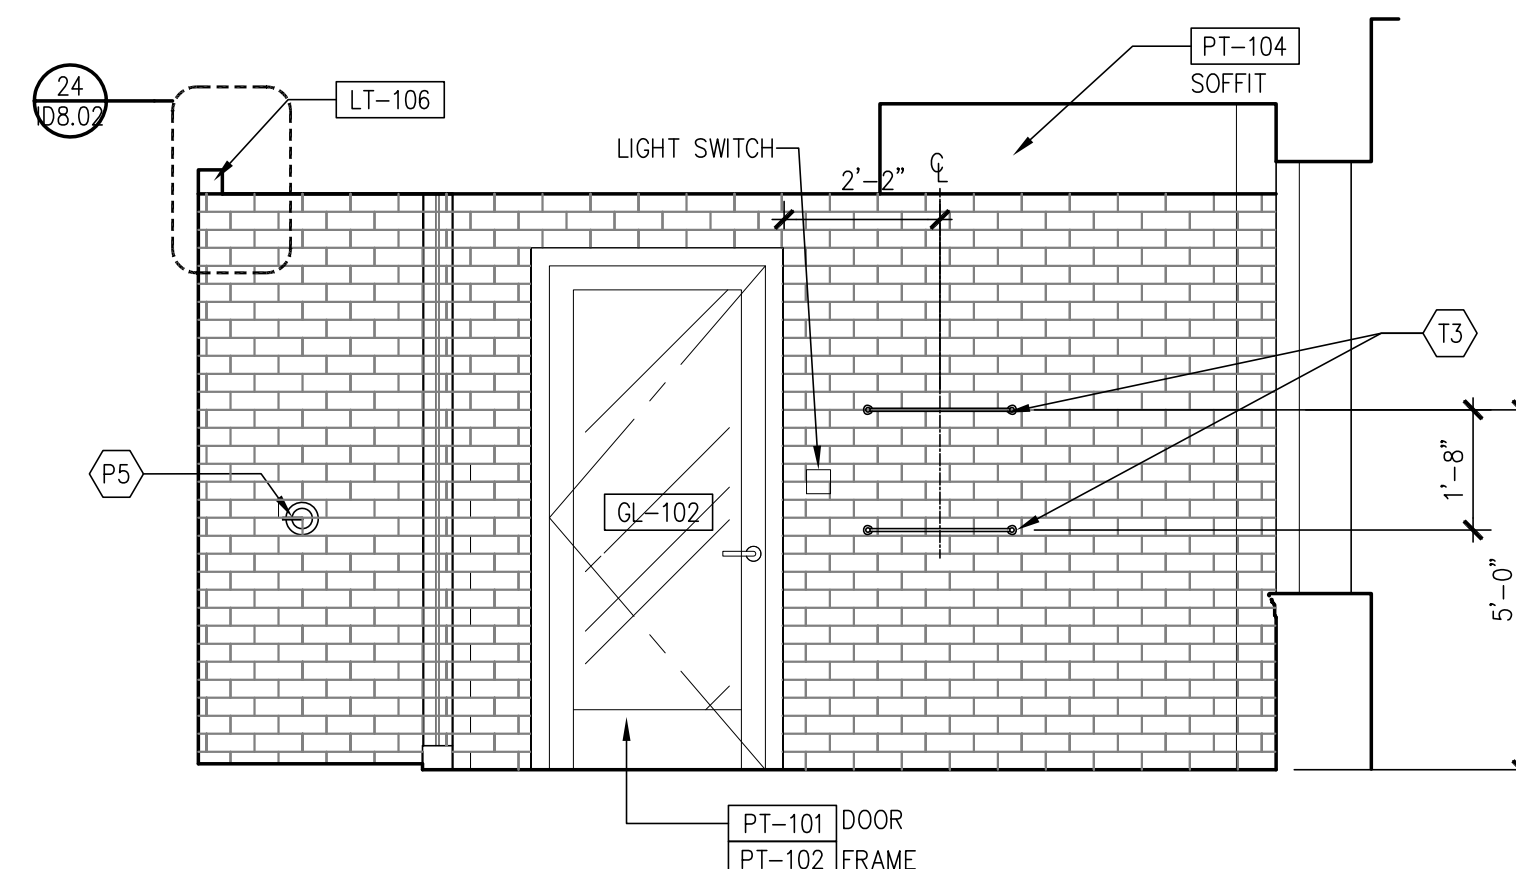 PT-104
SOFFIT
24
ID8.02
LT-106
LIGHT SWITCH
2'-2"
CL
T3
P5
1'-8"
GL-102
5'-0"
PT-101 DOOR
PT-102 FRAME